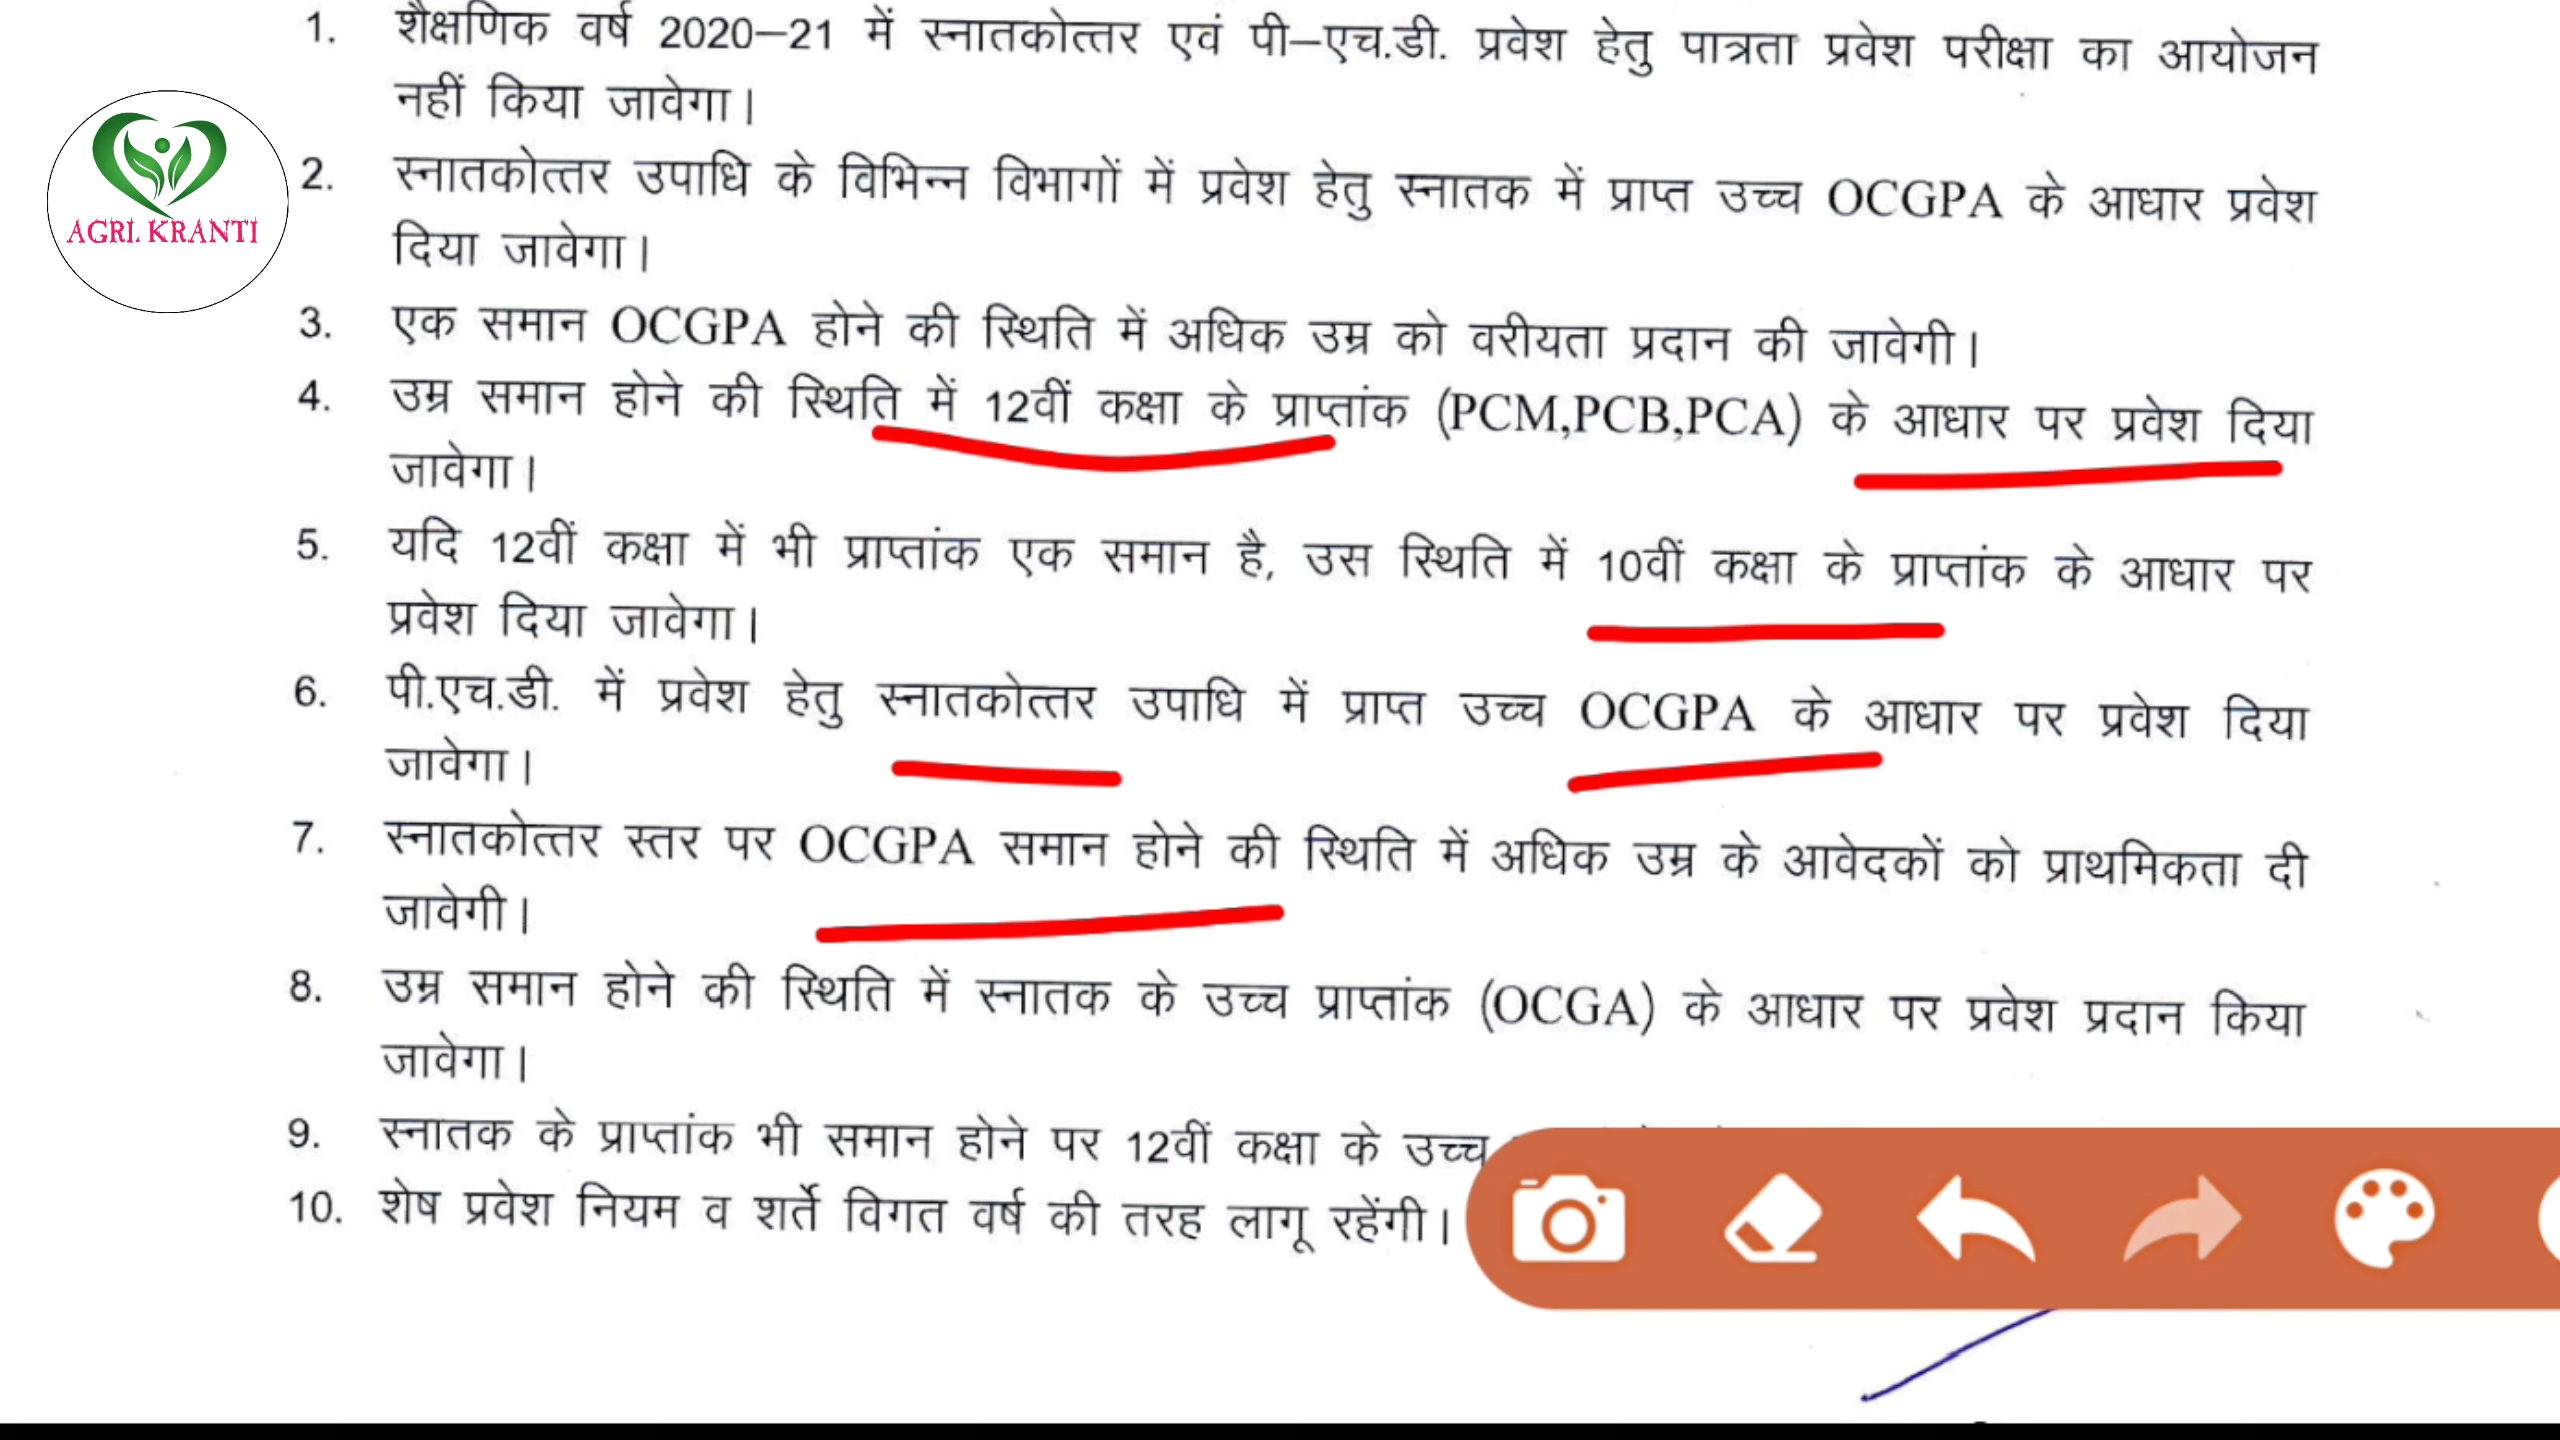 1. शैक्षणिक वर्ष 2020–21 में स्नातकोत्तर एवं पी–एच.डी. प्रवेश हेतु पात्रता प्रवेश परीक्षा का आयोजन
नहीं किया जावेगा।
AGRI. KRANTI
2. स्नातकोत्तर उपाधि के विभिन्न विभागों में प्रवेश हेतु स्नातक में प्राप्त उच्च OCGPA के आधार प्रवेश
दिया जावेगा।
3. एक समान OCGPA होने की स्थिति में अधिक उम्र को वरीयता प्रदान की जावेगी।
4. उम्र समान होने की स्थिति में 12वीं कक्षा के प्राप्तांक (PCM,PCB,PCA) के आधार पर प्रवेश दिया
जावेगा।
5. यदि 12वीं कक्षा में भी प्राप्तांक एक समान है, उस स्थिति में 10वीं कक्षा के प्राप्तांक के आधार पर
प्रवेश दिया जावेगा।
6. पी.एच.डी. में प्रवेश हेतु स्नातकोत्तर उपाधि में प्राप्त उच्च OCGPA के आधार पर प्रवेश दिया
जावेगा।
7. स्नातकोत्तर स्तर पर OCGPA समान होने की स्थिति में अधिक उम्र के आवेदकों को प्राथमिकता दी
जावेगी।
8. उम्र समान होने की स्थिति में स्नातक के उच्च प्राप्तांक (OCGA) के आधार पर प्रवेश प्रदान किया
जावेगा।
9. स्नातक के प्राप्तांक भी समान होने पर 12वीं कक्षा के उच्च
10. शेष प्रवेश नियम व शर्ते विगत वर्ष की तरह लागू रहेंगी।